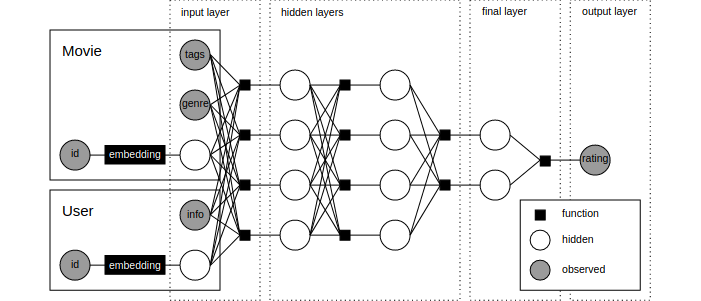 input layer
hidden layers
final layer
output layer
Movie
tags
genre
id
embedding
User
info
id
embedding
rating
function
hidden
observed